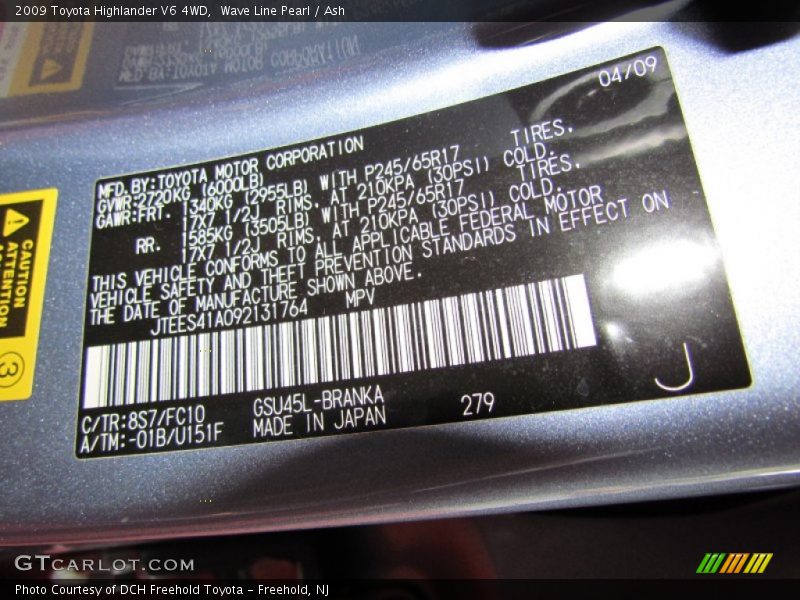 2009 Toyota Highlander V6 4WD,  Wave Line Pearl / Ash
04/09
MFD. BY: TOYOTA MOTOR CORPORATION
GVWR: 2720KG (6000LB)
GAWR: FRT. 1340KG (2955LB) WITH P245/65R17 TIRES,
17X7 1/2J RIMS, AT 210KPA (30PSI) COLD.
RR. 1585KG (3505LB) WITH P245/65R17 TIRES,
17X7 1/2J RIMS, AT 210KPA (30PSI) COLD.
THIS VEHICLE CONFORMS TO ALL APPLICABLE FEDERAL MOTOR
VEHICLE SAFETY AND THEFT PREVENTION STANDARDS IN EFFECT ON
THE DATE OF MANUFACTURE SHOWN ABOVE.
JTEES41A092131764 MPV
C/TR: 8S7/FC10 GSU45L-BRANKA 279
A/TM: -01B/U151F MADE IN JAPAN
J
CAUTION
ATTENTION
3
GTCARLOT.COM
Photo Courtesy of DCH Freehold Toyota - Freehold, NJ